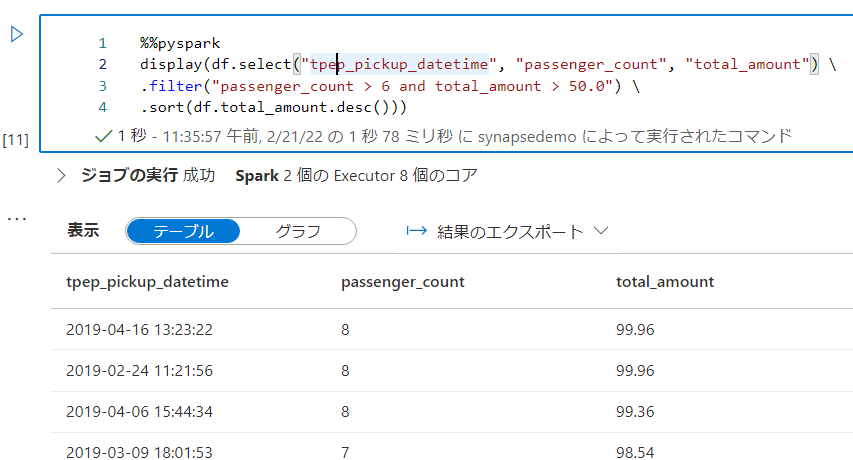 1 %%pyspark
2 display(df.select("tpep_pickup_datetime", "passenger_count", "total_amount") \
3 .filter("passenger_count > 6 and total_amount > 50.0") \
4 .sort(df.total_amount.desc()))
[11] 1 秒 - 11:35:57 午前, 2/21/22 の 1 秒 78 ミリ秒 に synapsedemo によって実行されたコマンド
ジョブの実行 成功 Spark 2 個の Executor 8 個のコア
...
表示 テーブル グラフ 結果のエクスポート
tpep_pickup_datetime passenger_count total_amount
2019-04-16 13:23:22 8 99.96
2019-02-24 11:21:56 8 99.96
2019-04-06 15:44:34 8 99.36
2019-03-09 18:01:53 7 98.54